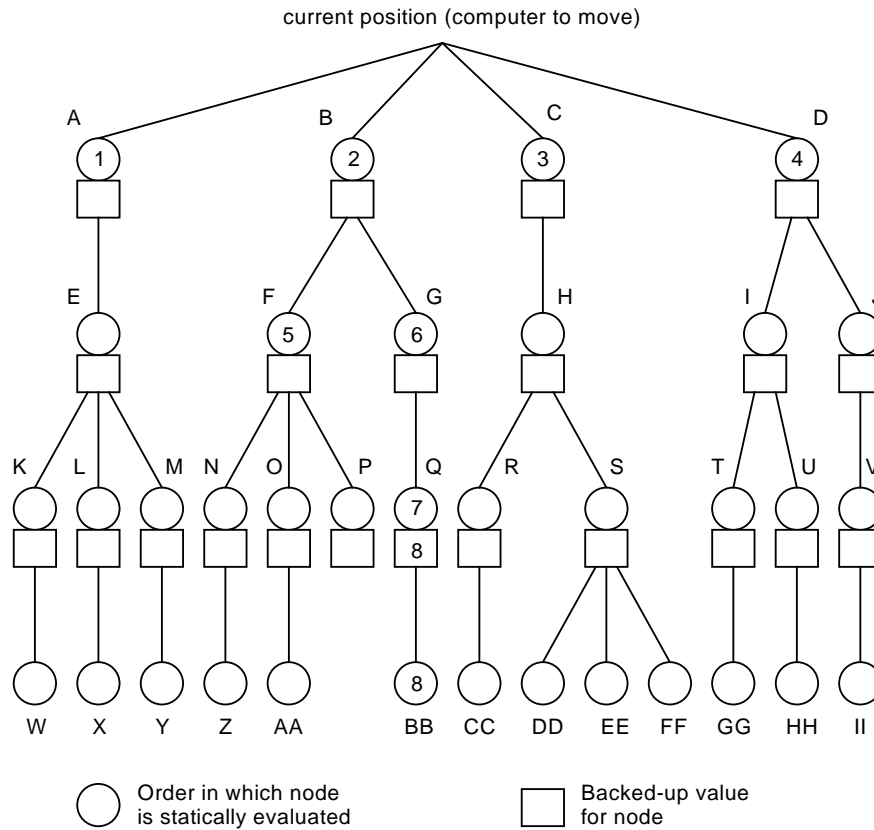 current position (computer to move)
A B C D
1 2 3 4
E F G H I J
5 6
K L M N O P Q R S T U V
7
8
8
W X Y Z AA BB CC DD EE FF GG HH II
Order in which node
is statically evaluated
Backed-up value
for node